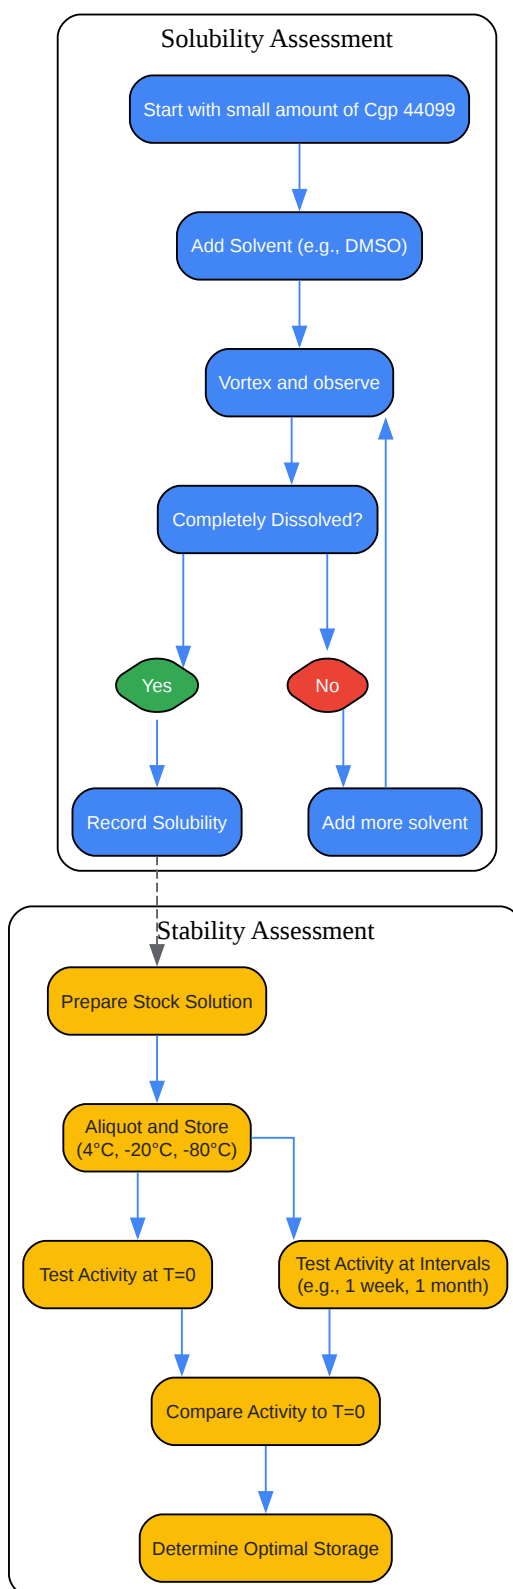 Solubility Assessment
Start with small amount of Cgp 44099
Add Solvent (e.g., DMSO)
Vortex and observe
Completely Dissolved?
Yes
No
Record Solubility
Add more solvent
Stability Assessment
Prepare Stock Solution
Aliquot and Store
(4°C, -20°C, -80°C)
Test Activity at T=0
Test Activity at Intervals
(e.g., 1 week, 1 month)
Compare Activity to T=0
Determine Optimal Storage